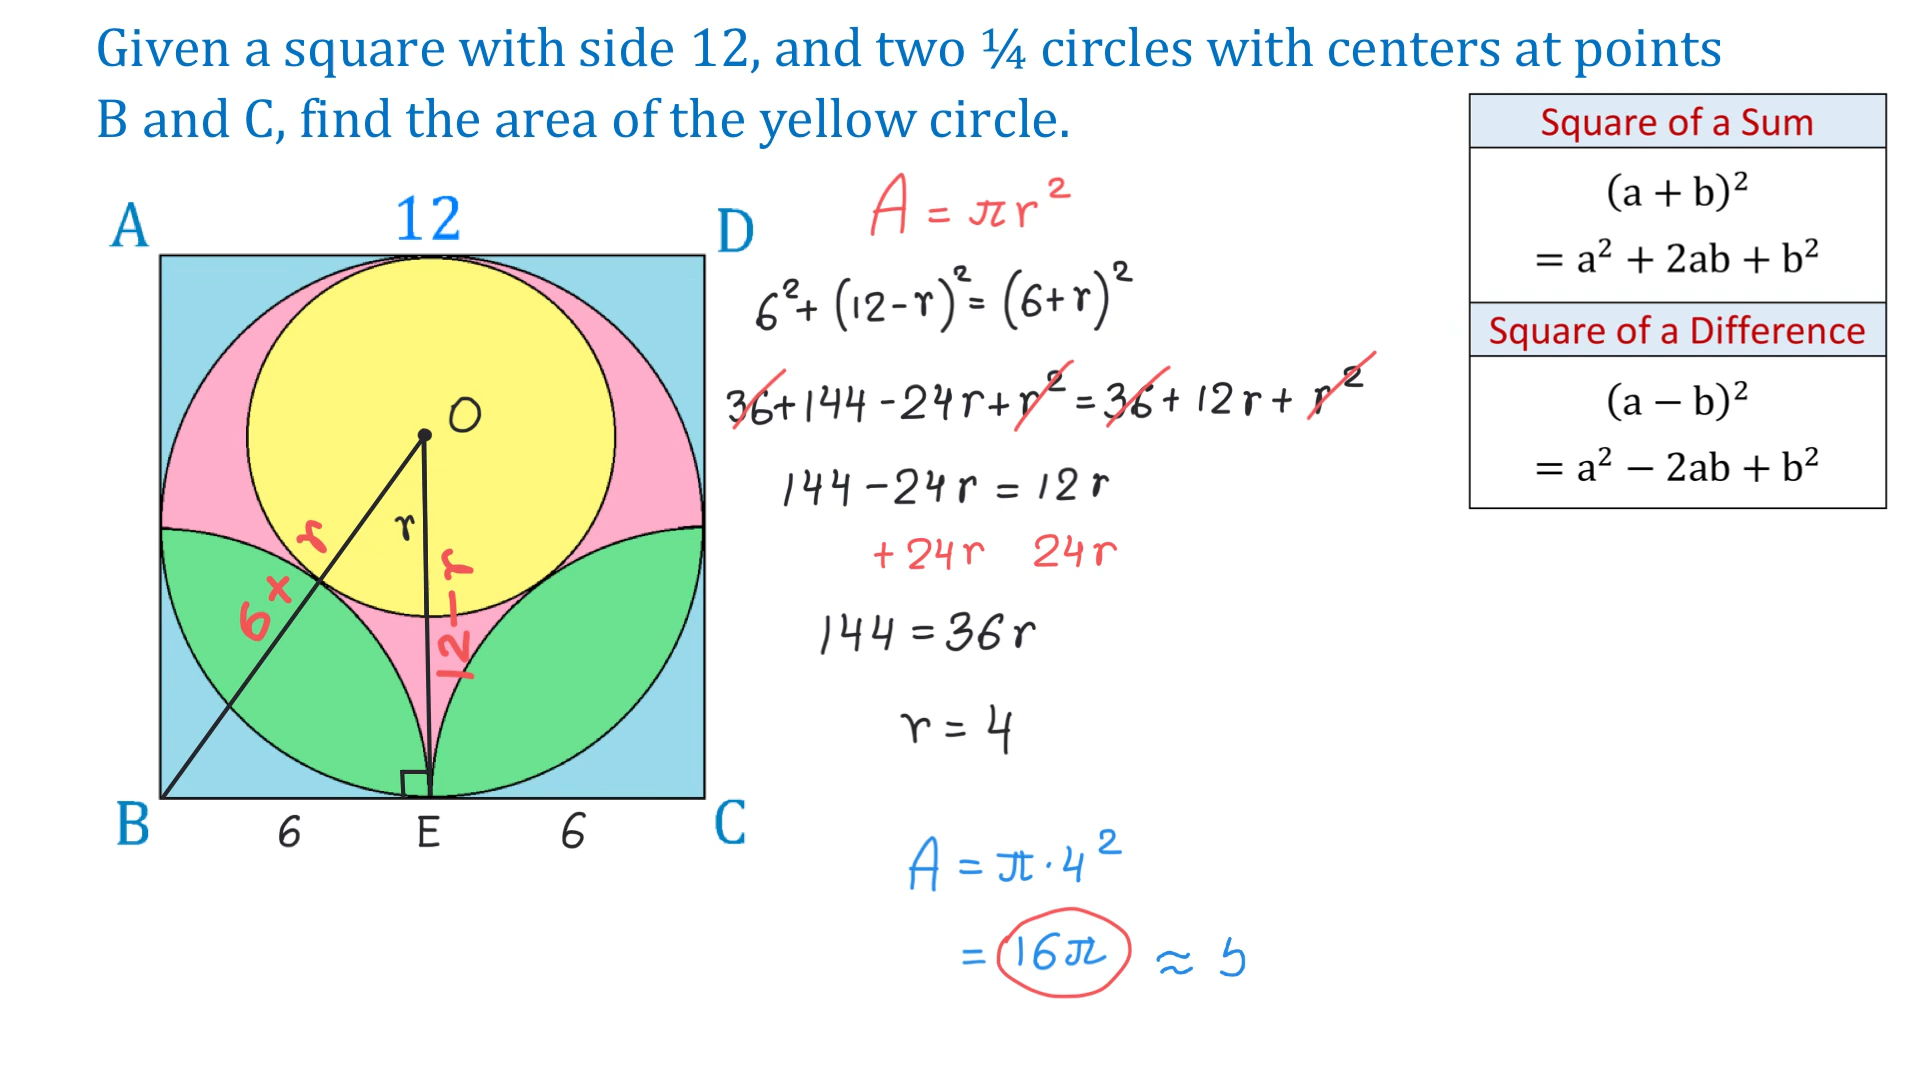 Given a square with side 12, and two ¼ circles with centers at points
B and C, find the area of the yellow circle.
A
12
D
O
r
6 + r
12 - r
B
6
E
6
C
A = πr²
6² + (12 - r)² = (6 + r)²
36 + 144 - 24r + r² = 36 + 12r + r²
144 - 24r = 12r
+ 24r 24r
144 = 36r
r = 4
A = π · 4²
= 16π ≈ 5
Square of a Sum
(a + b)²
= a² + 2ab + b²
Square of a Difference
(a − b)²
= a² − 2ab + b²